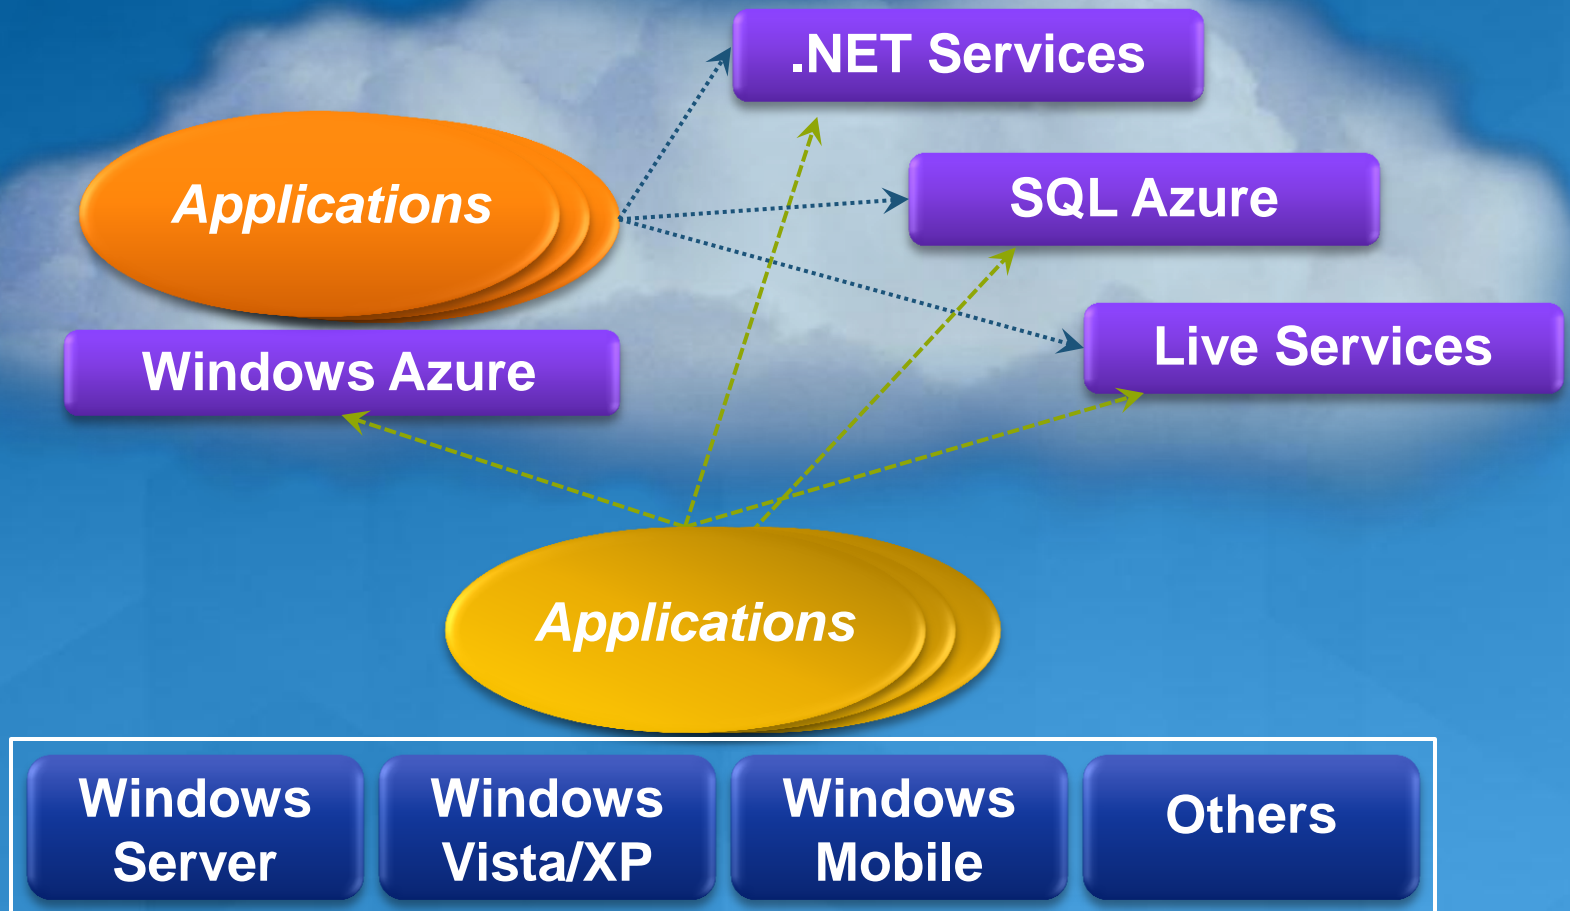 .NET Services
Applications
SQL Azure
Windows Azure
Live Services
Applications
Windows
Server
Windows
Vista/XP
Windows
Mobile
Others